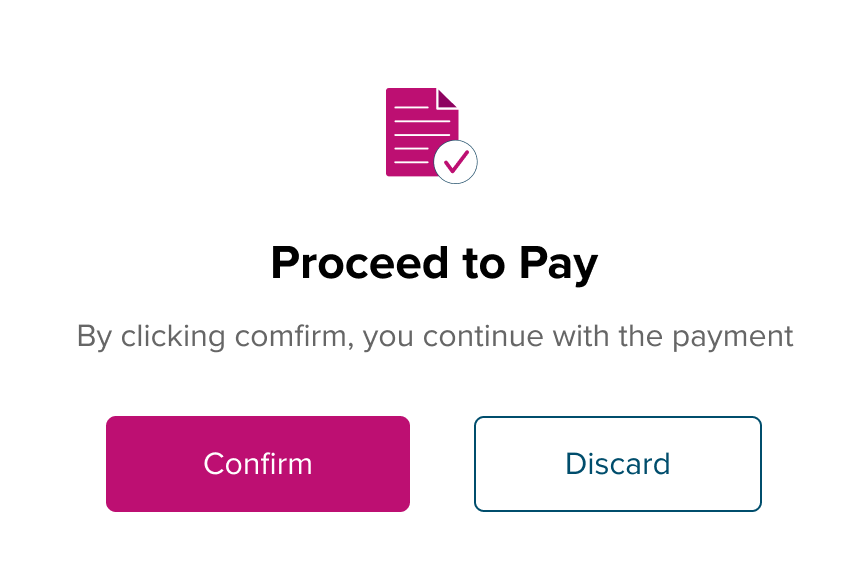 Proceed to Pay
By clicking comfirm, you continue with the payment
Confirm
Discard